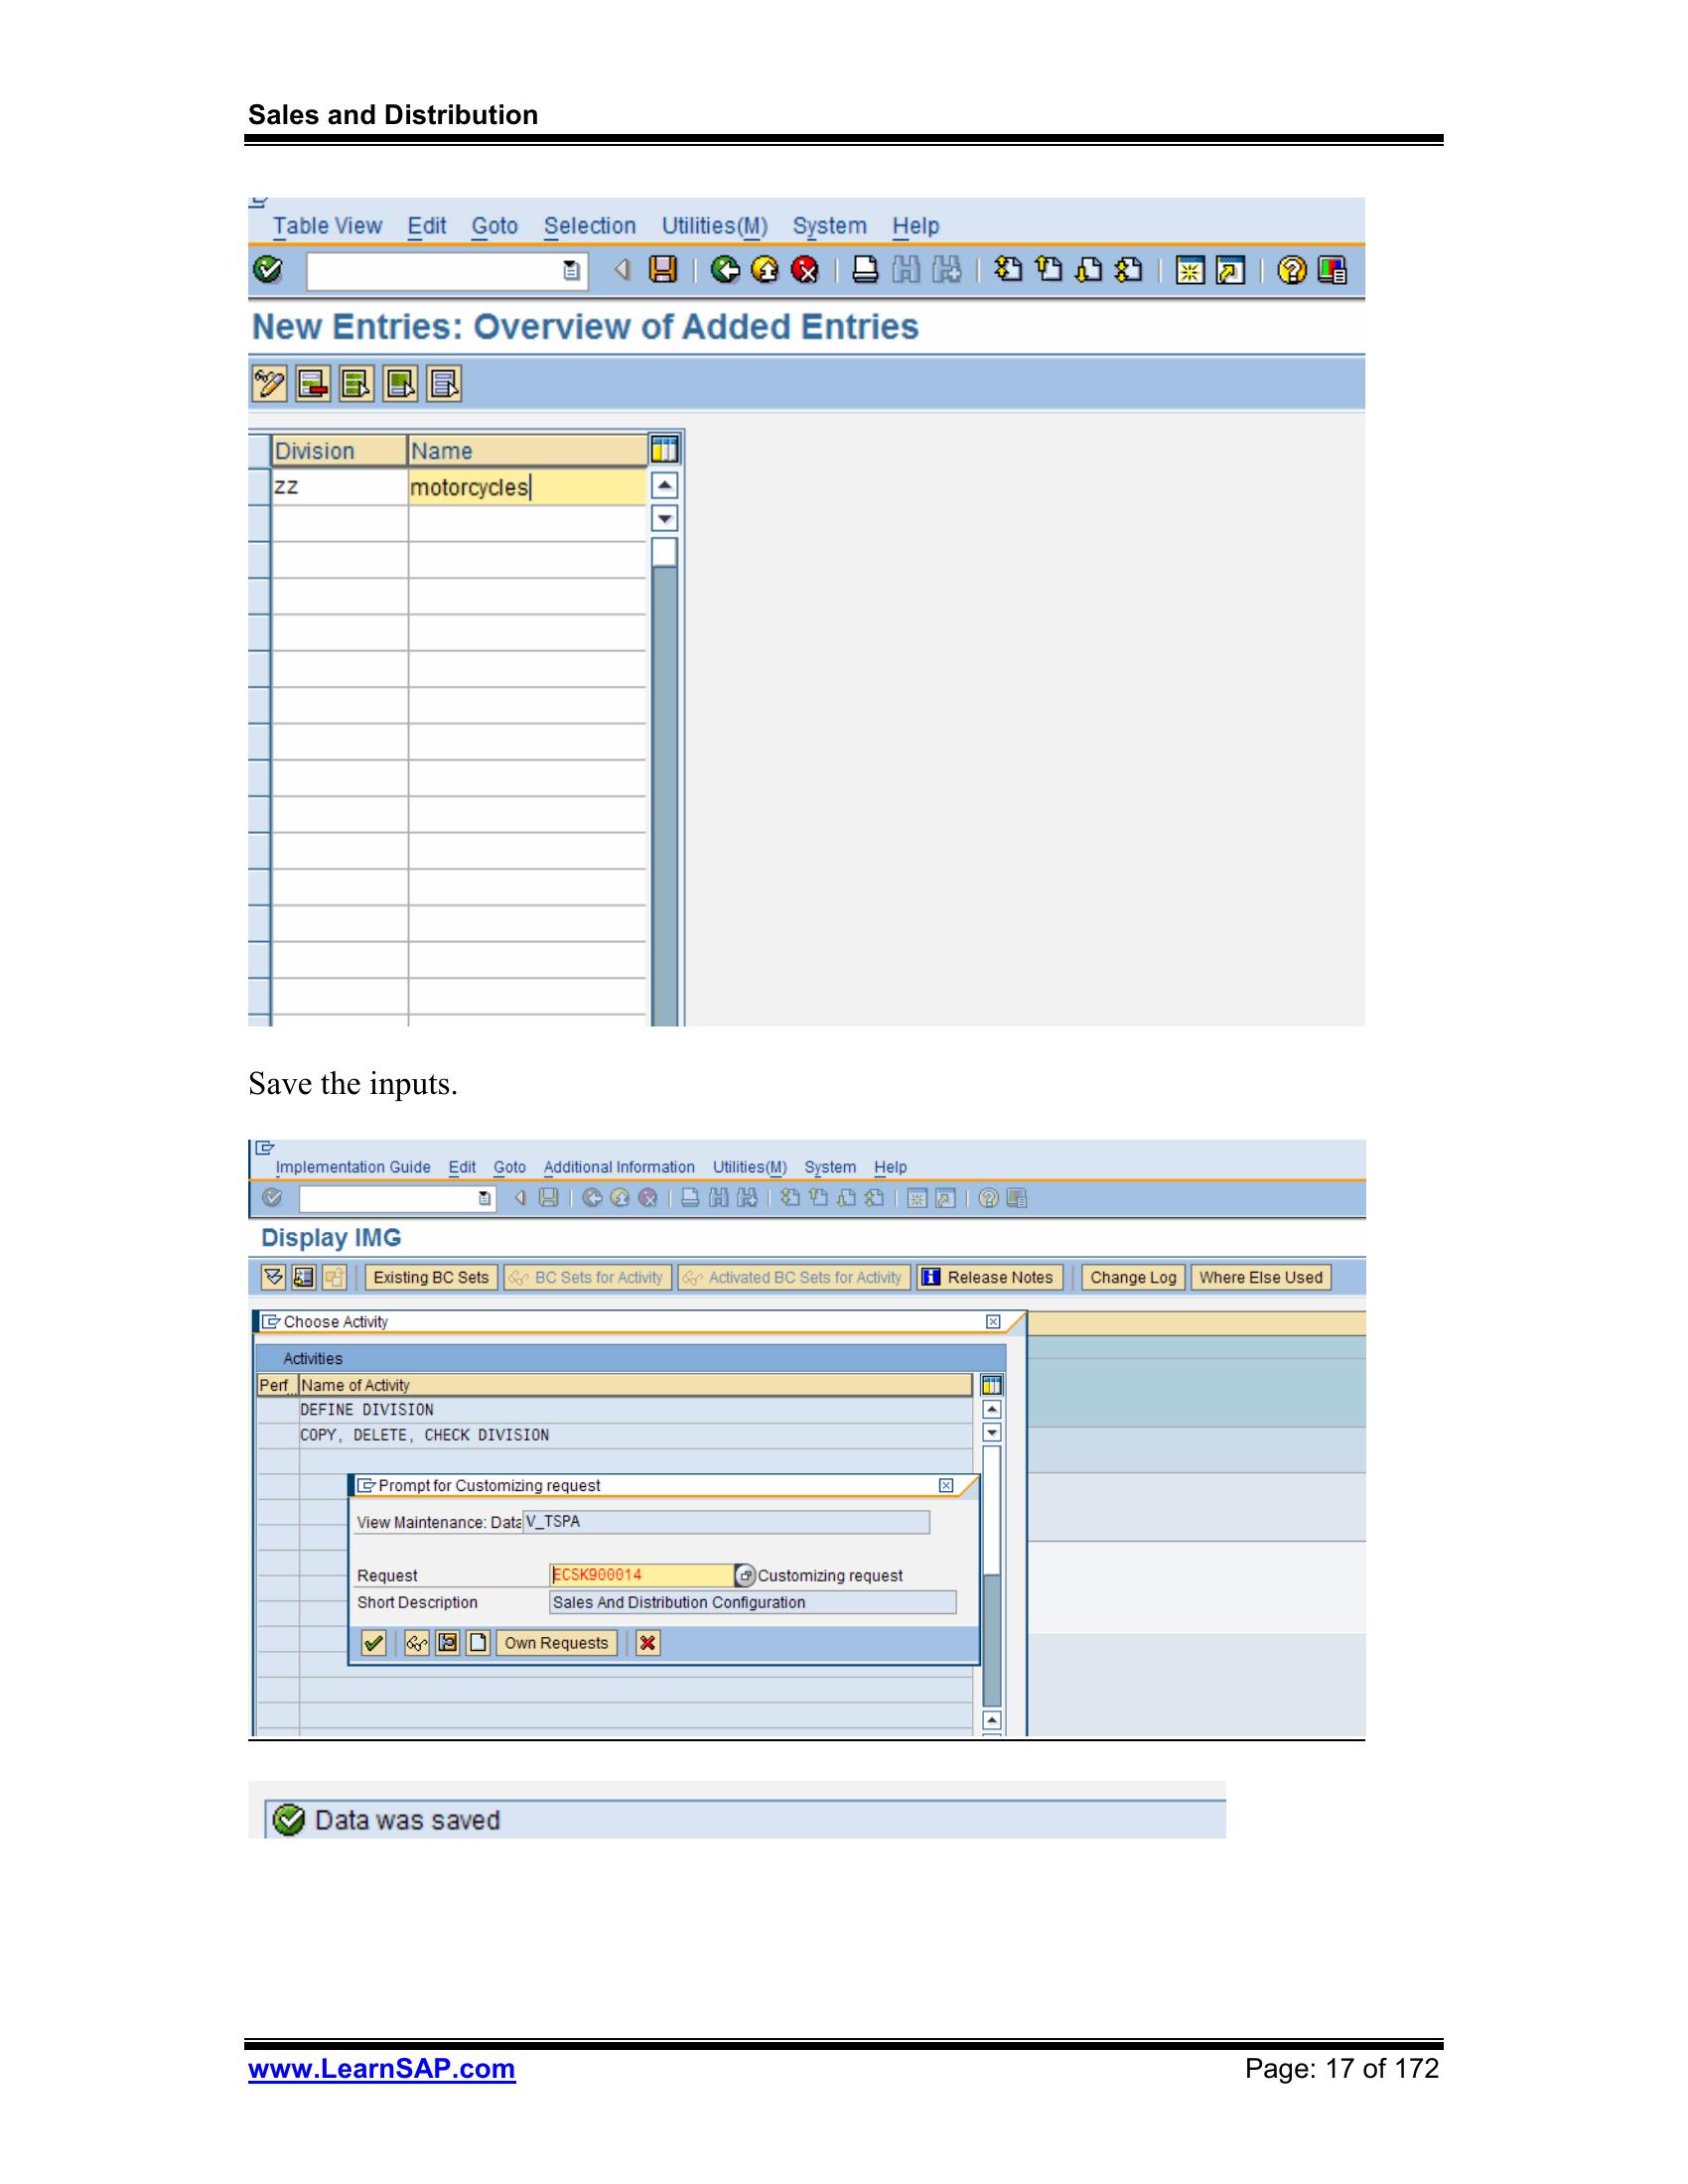 Sales and Distribution
Table View Edit Goto Selection Utilities(M) System Help
New Entries: Overview of Added Entries
Division Name
zz motorcycles
Save the inputs.
Implementation Guide Edit Goto Additional Information Utilities(M) System Help
Display IMG
Existing BC Sets BC Sets for Activity Activated BC Sets for Activity Release Notes Change Log Where Else Used
Choose Activity
Activities
Perf... Name of Activity
DEFINE DIVISION
COPY, DELETE, CHECK DIVISION
Prompt for Customizing request
View Maintenance: Data V_TSPA
Request ECSK900014 Customizing request
Short Description Sales And Distribution Configuration
Own Requests
Data was saved
www.LearnSAP.com Page: 17 of 172